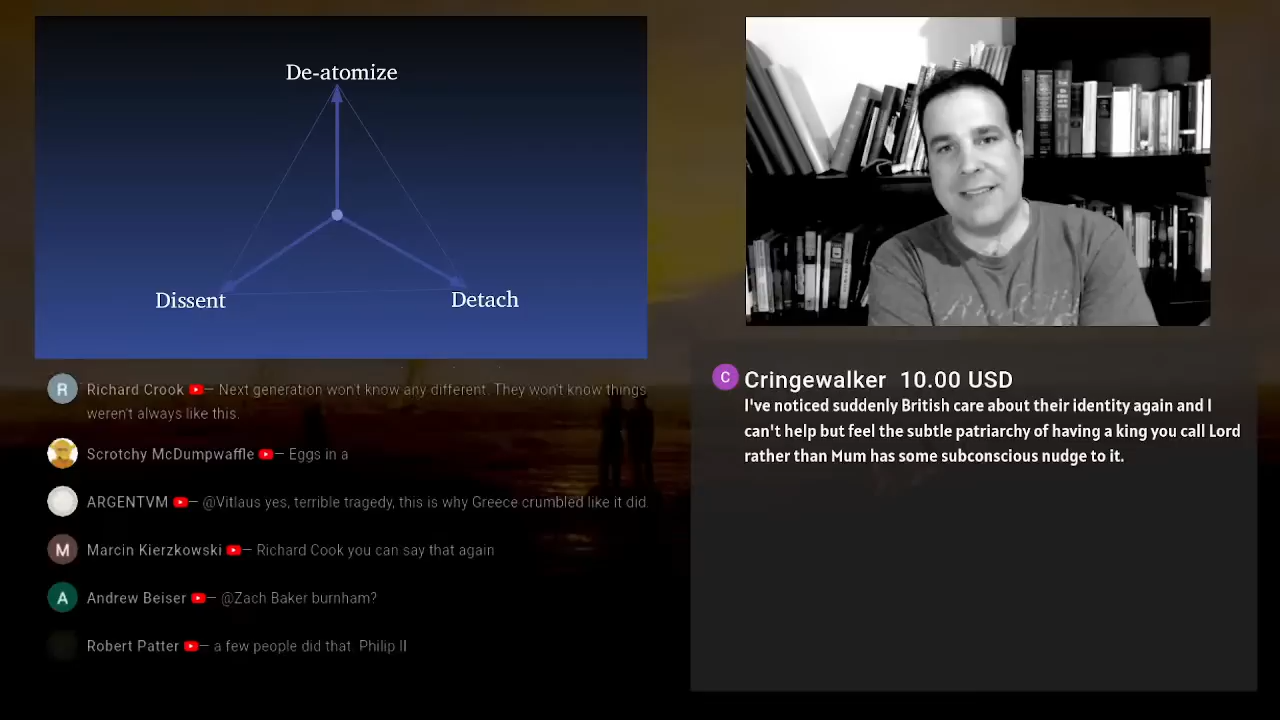 De-atomize
Dissent
Detach
R
Richard Crook — Next generation won't know any different. They won't know things
weren't always like this.
Scrotchy McDumpwaffle — Eggs in a
ARGENTVM — @Vitlaus yes, terrible tragedy, this is why Greece crumbled like it did.
M
Marcin Kierzkowski — Richard Cook you can say that again
A
Andrew Beiser — @Zach Baker burnham?
Robert Patter — a few people did that. Philip II
C
Cringewalker 10.00 USD
I've noticed suddenly British care about their identity again and I
can't help but feel the subtle patriarchy of having a king you call Lord
rather than Mum has some subconscious nudge to it.